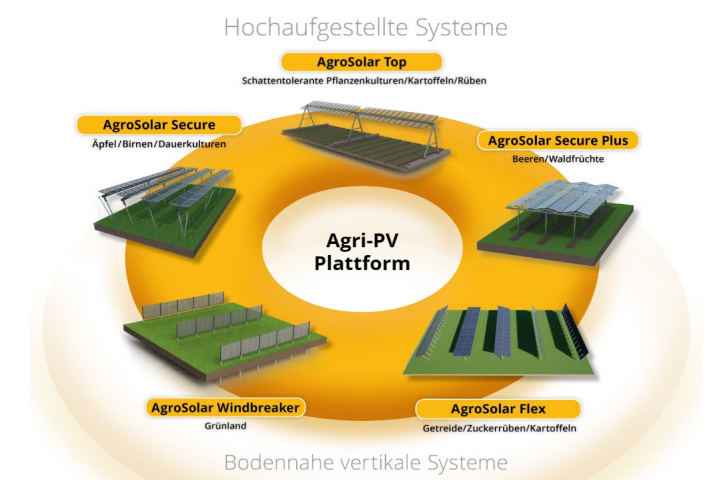 Hochaufgestellte Systeme
AgroSolar Top
Schattentolerante Pflanzenkulturen/Kartoffeln/Rüben
AgroSolar Secure
Äpfel/Birnen/Dauerkulturen
AgroSolar Secure Plus
Beeren/Waldfrüchte
Agri-PV
Plattform
AgroSolar Windbreaker
Grünland
AgroSolar Flex
Getreide/Zuckerrüben/Kartoffeln
Bodennahe vertikale Systeme